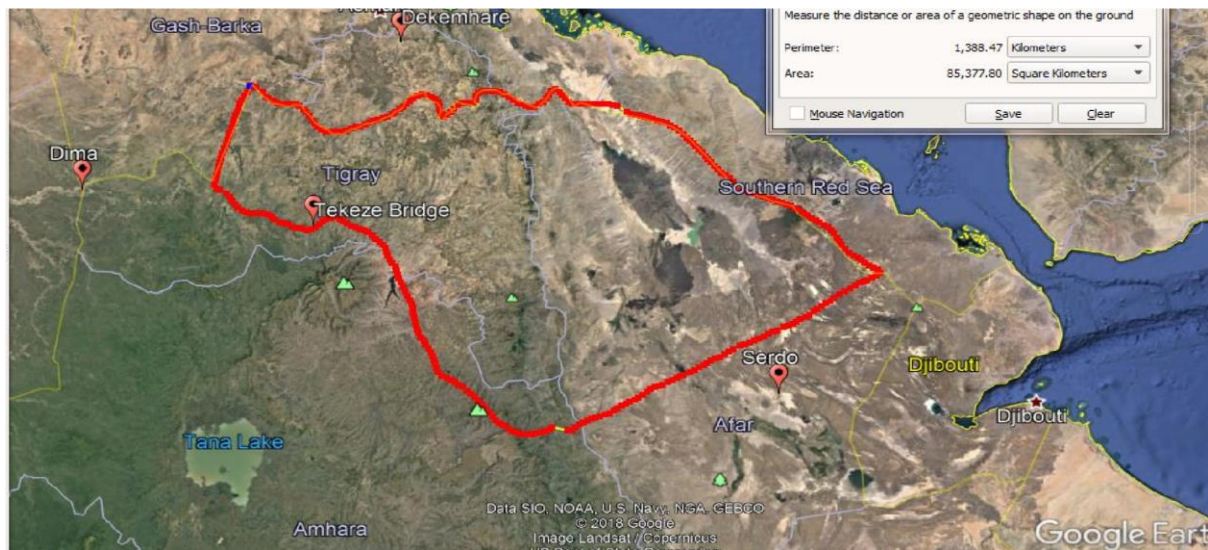 Gash-Barka
Dekemhare
Measure the distance or area of a geometric shape on the ground
Perimeter: 1,388.47 Kilometers
Area: 85,377.80 Square Kilometers
Mouse Navigation Save Clear
Dima
Tigray
Southern Red Sea
Tekeze Bridge
Serdo
Djibouti
Djibouti
Afar
Tana Lake
Amhara
Data SIO, NOAA, U.S. Navy, NGA, GEBCO
© 2018 Google
Image Landsat / Copernicus
Google Eart